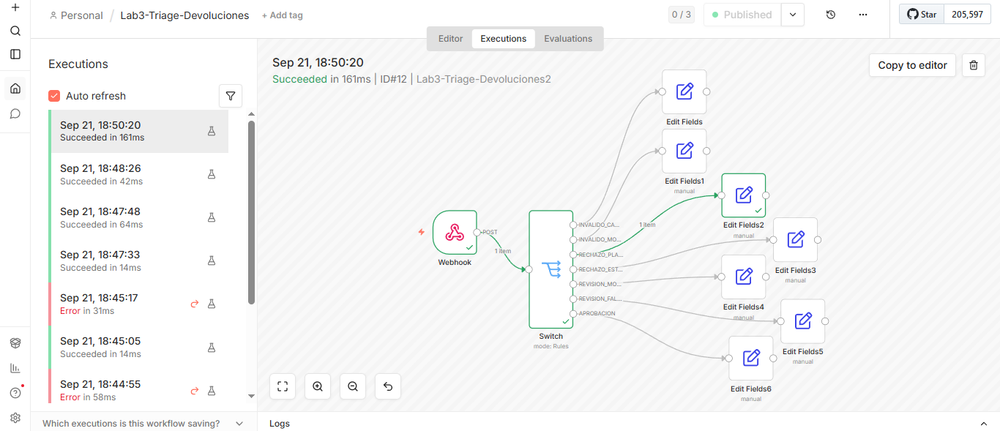 Personal / Lab3-Triage-Devoluciones + Add tag
0 / 3 Published
Star 205,597
Editor Executions Evaluations
Executions
Auto refresh
Sep 21, 18:50:20
Succeeded in 161ms
Sep 21, 18:48:26
Succeeded in 42ms
Sep 21, 18:47:48
Succeeded in 64ms
Sep 21, 18:47:33
Succeeded in 14ms
Sep 21, 18:45:17
Error in 31ms
Sep 21, 18:45:05
Succeeded in 14ms
Sep 21, 18:44:55
Error in 58ms
Which executions is this workflow saving?
Sep 21, 18:50:20
Succeeded in 161ms | ID#12 | Lab3-Triage-Devoluciones2
Copy to editor
Edit Fields
Edit Fields1
manual
Edit Fields2
manual
Edit Fields3
manual
Edit Fields4
manual
Edit Fields5
manual
Edit Fields6
manual
POST
1 item
Webhook
INVALIDO_CA...
INVALIDO_MO...
RECHAZO_PLA...
RECHAZO_EST...
REVISION_MO...
REVISION_FAL...
APROBACION
1 item
Switch
mode: Rules
Logs